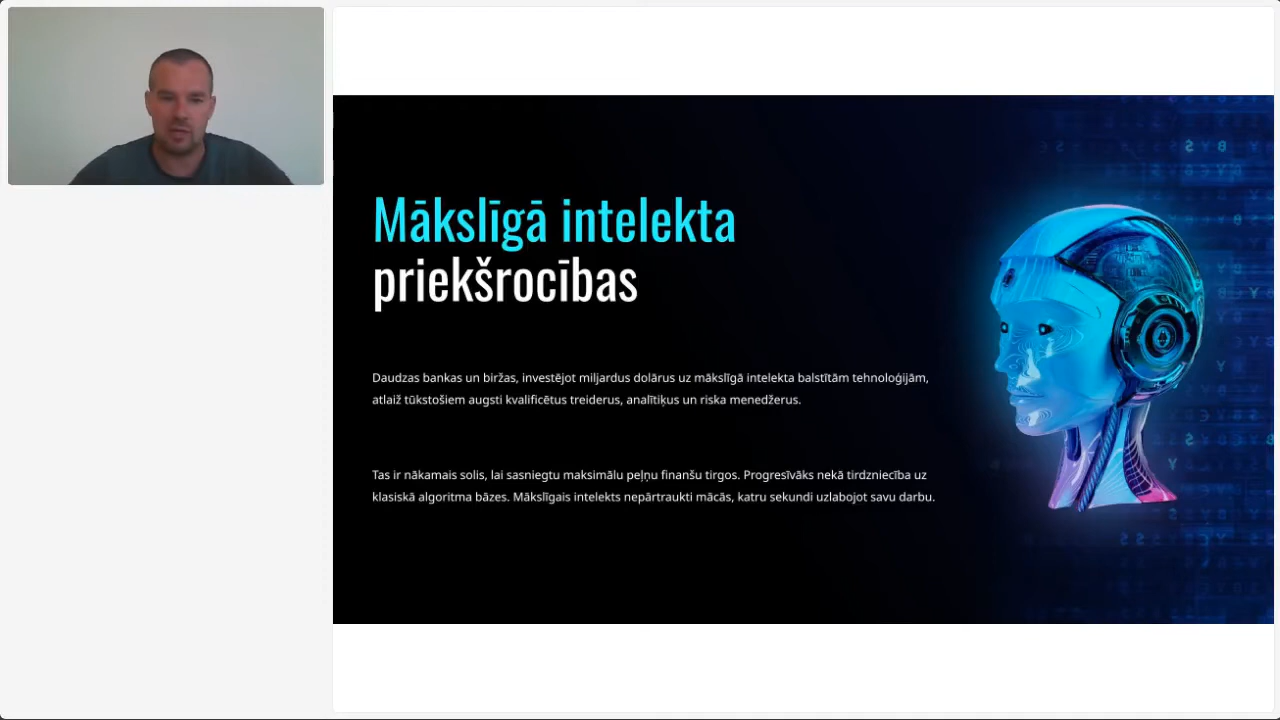 Mākslīgā intelekta
priekšrocības
Daudzas bankas un biržas, investējot miljardus dolārus uz mākslīgā intelekta balstītām tehnoloģijām,
atlaiž tūkstošiem augsti kvalificētus treiderus, analītiķus un riska menedžerus.
Tas ir nākamais solis, lai sasniegtu maksimālu peļņu finanšu tirgos. Progresīvāks nekā tirdzniecība uz
klasiskā algoritma bāzes. Mākslīgais intelekts nepārtraukti mācās, katru sekundi uzlabojot savu darbu.